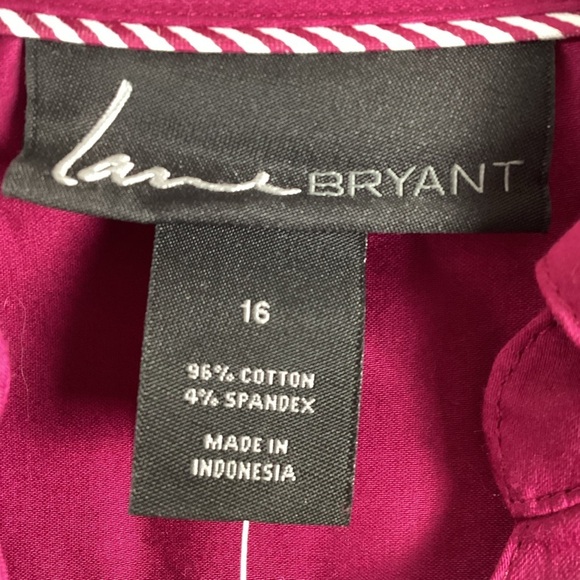 Lane BRYANT
16
96% COTTON
4% SPANDEX
MADE IN
INDONESIA